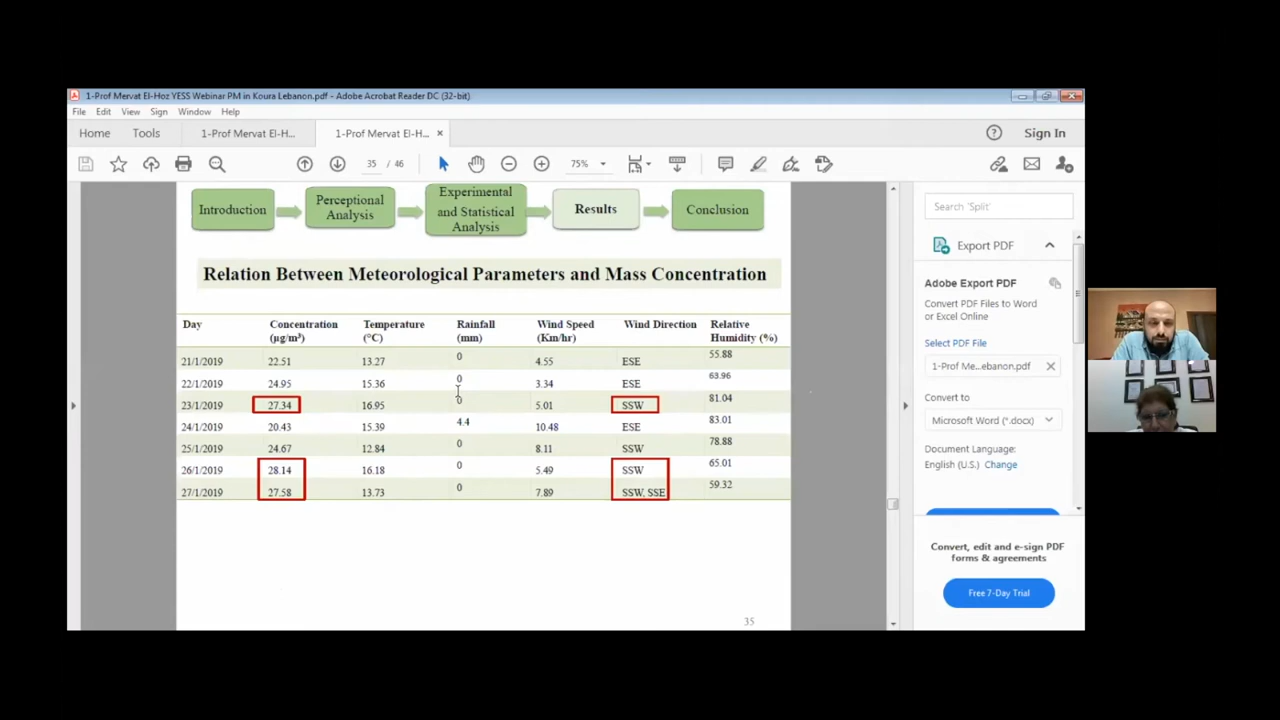 1-Prof Mervat El-Hoz YESS Webinar PM in Koura Lebanon.pdf - Adobe Acrobat Reader DC (32-bit)
File Edit View Sign Window Help
Home Tools 1-Prof Mervat El-H... 1-Prof Mervat El-H... × Sign In
35 / 46 75%
Introduction
Perceptional
Analysis
Experimental
and Statistical
Analysis
Results
Conclusion
Relation Between Meteorological Parameters and Mass Concentration
Day Concentration (µg/m³) Temperature (°C) Rainfall (mm) Wind Speed (Km/hr) Wind Direction Relative Humidity (%)
21/1/2019 22.51 13.27 0 4.55 ESE 55.88
22/1/2019 24.95 15.36 0 3.34 ESE 63.96
23/1/2019 27.34 16.95 0 5.01 SSW 81.04
24/1/2019 20.43 15.39 4.4 10.48 ESE 83.01
25/1/2019 24.67 12.84 0 8.11 SSW 78.88
26/1/2019 28.14 16.18 0 5.49 SSW 65.01
27/1/2019 27.58 13.73 0 7.89 SSW, SSE 59.32
35
Search 'Split'
Export PDF
Adobe Export PDF
Convert PDF Files to Word
or Excel Online
Select PDF File
1-Prof Me...ebanon.pdf
Convert to
Microsoft Word (*.docx)
Document Language:
English (U.S.) Change
Convert, edit and e-sign PDF
forms & agreements
Free 7-Day Trial